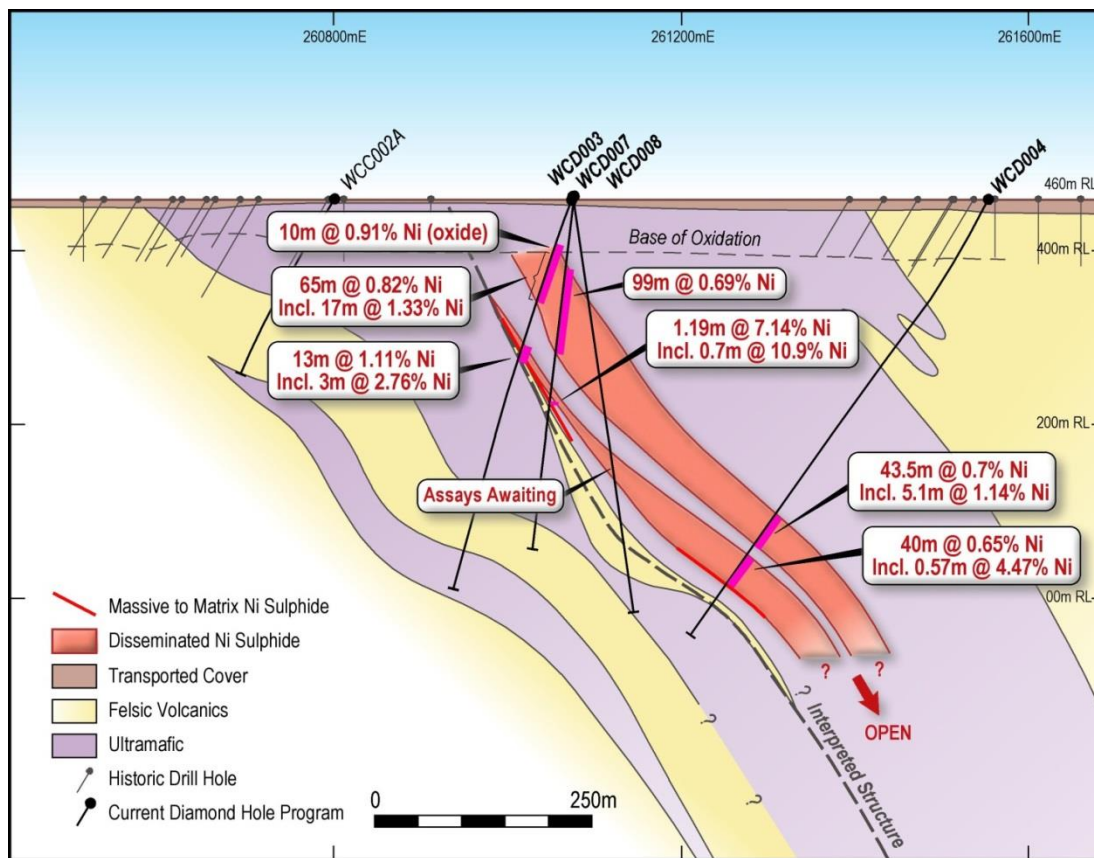 260800mE
261200mE
261600mE
WCC002A
WCD003
WCD007
WCD008
WCD004
460m RL
10m @ 0.91% Ni (oxide)
Base of Oxidation
400m RL
65m @ 0.82% Ni
Incl. 17m @ 1.33% Ni
99m @ 0.69% Ni
1.19m @ 7.14% Ni
Incl. 0.7m @ 10.9% Ni
13m @ 1.11% Ni
Incl. 3m @ 2.76% Ni
200m RL
Assays Awaiting
43.5m @ 0.7% Ni
Incl. 5.1m @ 1.14% Ni
40m @ 0.65% Ni
Incl. 0.57m @ 4.47% Ni
00m RL
Massive to Matrix Ni Sulphide
Disseminated Ni Sulphide
Transported Cover
Felsic Volcanics
Ultramafic
Historic Drill Hole
Current Diamond Hole Program
? ?
OPEN
?
?
?
Interpreted Structure
?
0 250m